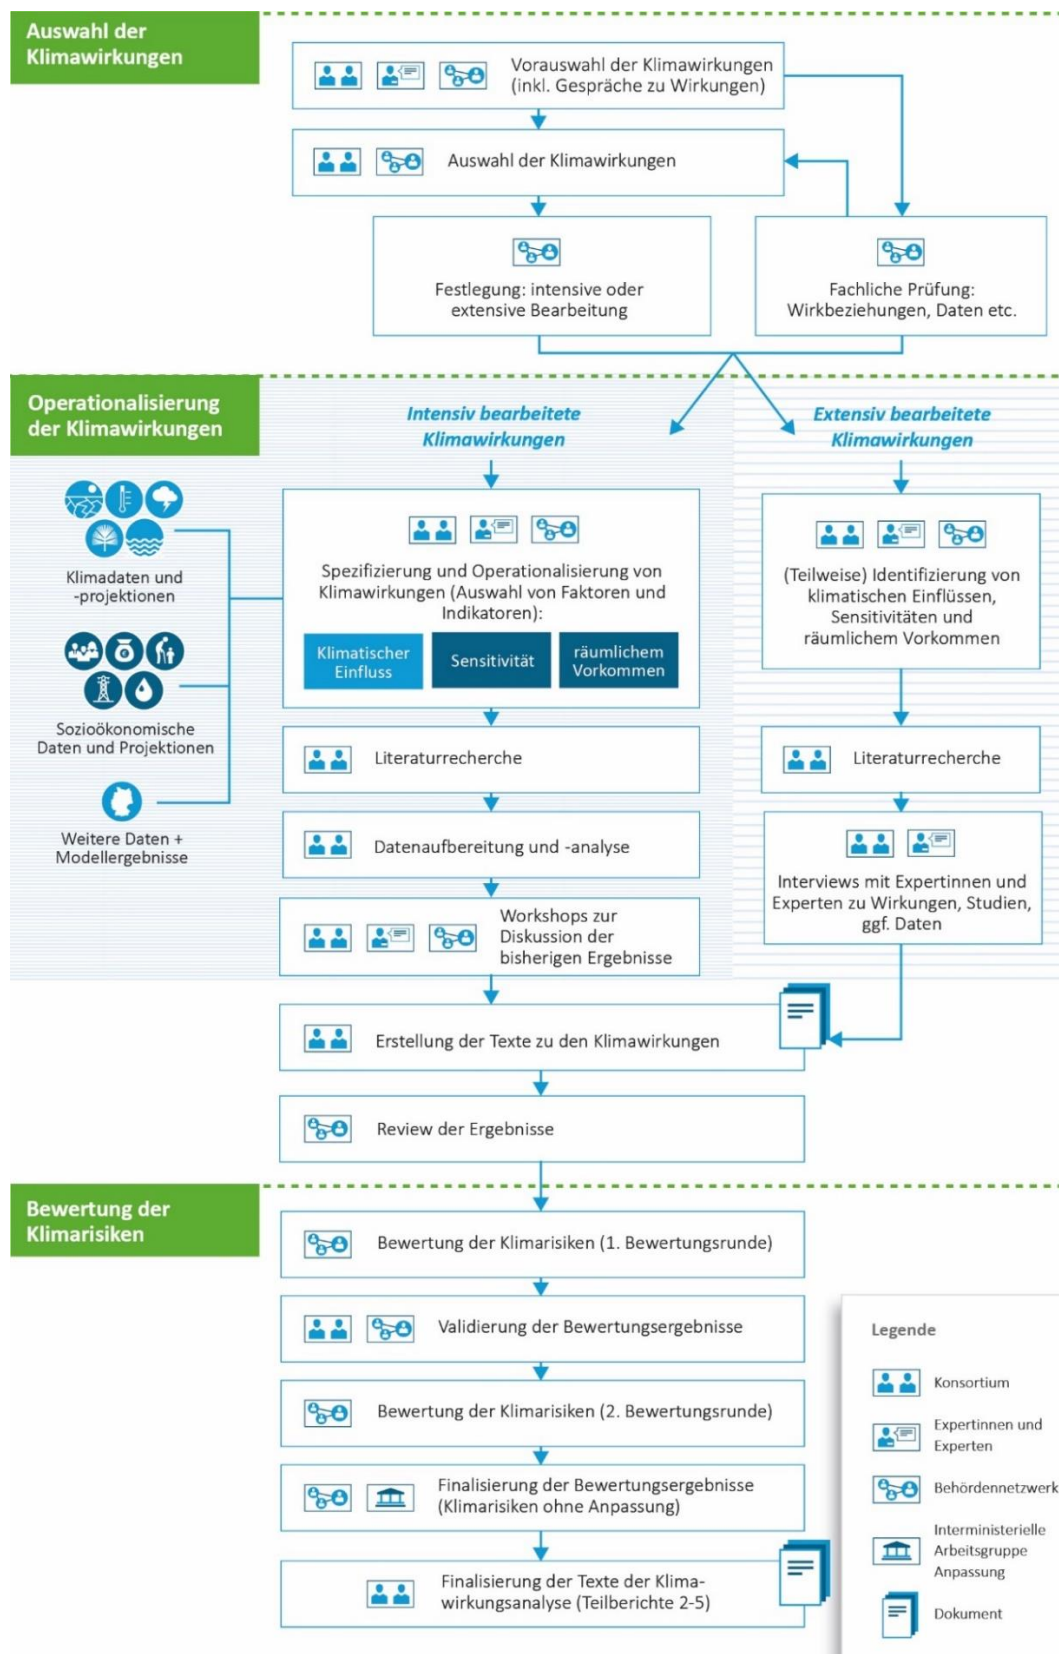 Auswahl der
Klimawirkungen
Vorauswahl der Klimawirkungen
(inkl. Gespräche zu Wirkungen)
Auswahl der Klimawirkungen
Festlegung: intensive oder
extensive Bearbeitung
Fachliche Prüfung:
Wirkbeziehungen, Daten etc.
Operationalisierung
der Klimawirkungen
Intensiv bearbeitete
Klimawirkungen
Extensiv bearbeitete
Klimawirkungen
Klimadaten und
-projektionen
Sozioökonomische
Daten und Projektionen
Weitere Daten +
Modellergebnisse
Spezifizierung und Operationalisierung von
Klimawirkungen (Auswahl von Faktoren und
Indikatoren):
Klimatischer
Einfluss
Sensitivität
räumlichem
Vorkommen
Literaturrecherche
Datenaufbereitung und -analyse
Workshops zur
Diskussion der
bisherigen Ergebnisse
(Teilweise) Identifizierung von
klimatischen Einflüssen,
Sensitivitäten und
räumlichem Vorkommen
Literaturrecherche
Interviews mit Expertinnen und
Experten zu Wirkungen, Studien,
ggf. Daten
Erstellung der Texte zu den Klimawirkungen
Review der Ergebnisse
Bewertung der
Klimarisiken
Bewertung der Klimarisiken (1. Bewertungsrunde)
Validierung der Bewertungsergebnisse
Bewertung der Klimarisiken (2. Bewertungsrunde)
Finalisierung der Bewertungsergebnisse
(Klimarisiken ohne Anpassung)
Finalisierung der Texte der Klima-
wirkungsanalyse (Teilberichte 2-5)
Legende
Konsortium
Expertinnen und
Experten
Behördennetzwerk
Interministerielle
Arbeitsgruppe
Anpassung
Dokument